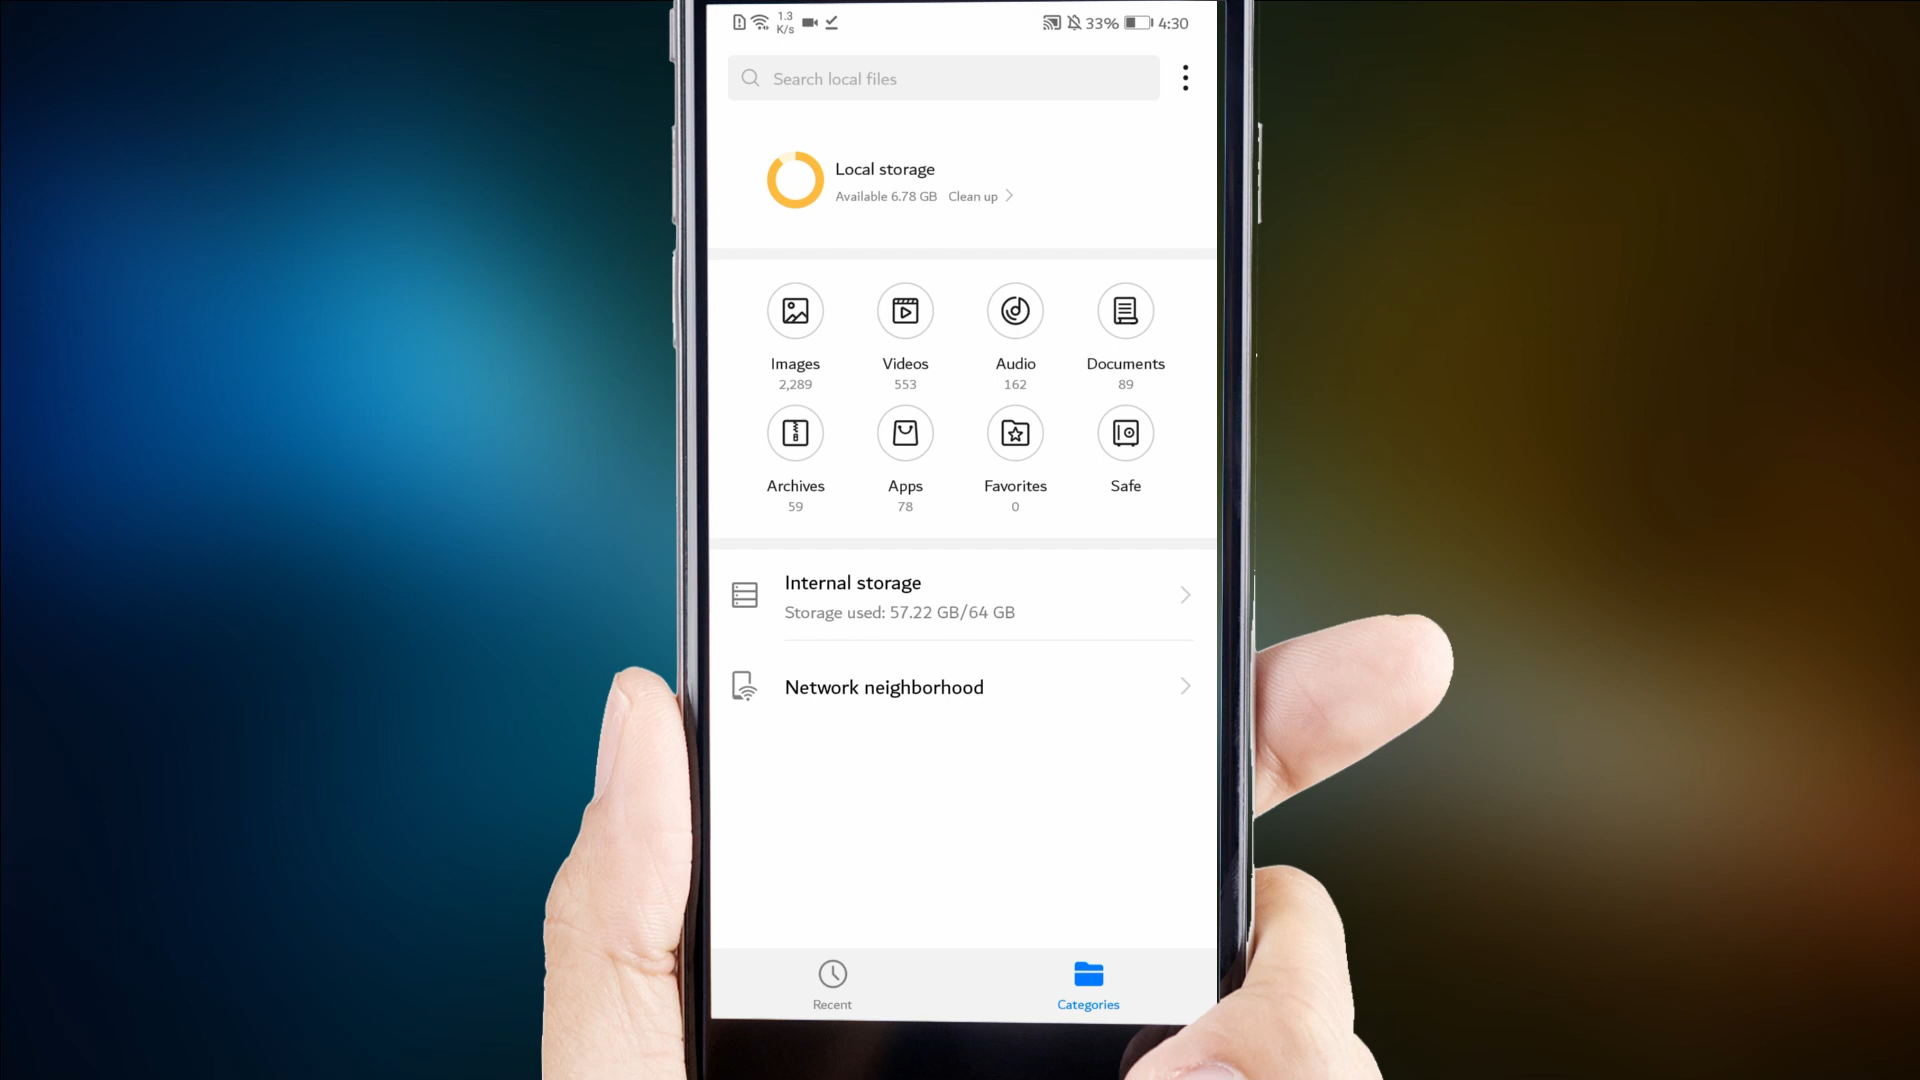 1.3
K/s
33%
4:30
Search local files
Local storage
Available 6.78 GB Clean up
Images
Videos
Audio
Documents
2,289
553
162
89
Archives
Apps
Favorites
Safe
59
78
0
Internal storage
Storage used: 57.22 GB/64 GB
Network neighborhood
Recent
Categories